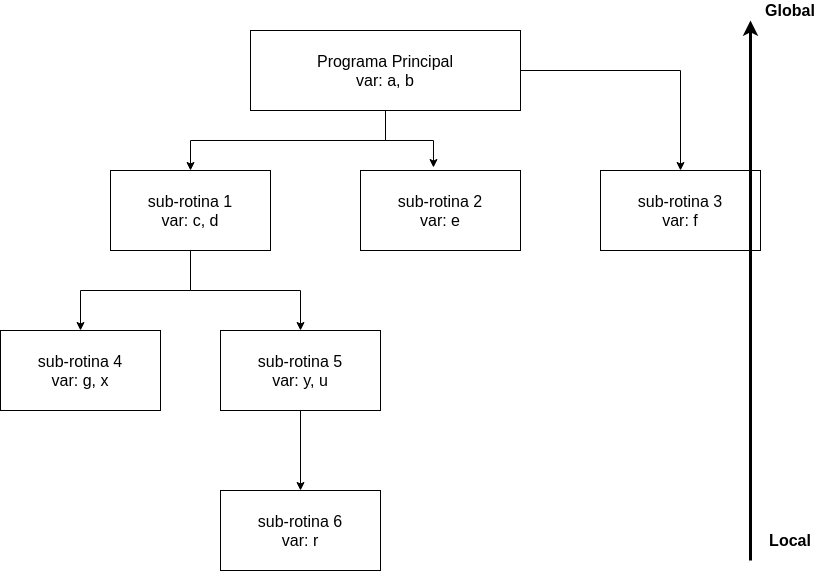 Global
Programa Principal
var: a, b
sub-rotina 1
var: c, d
sub-rotina 2
var: e
sub-rotina 3
var: f
sub-rotina 4
var: g, x
sub-rotina 5
var: y, u
sub-rotina 6
var: r
Local